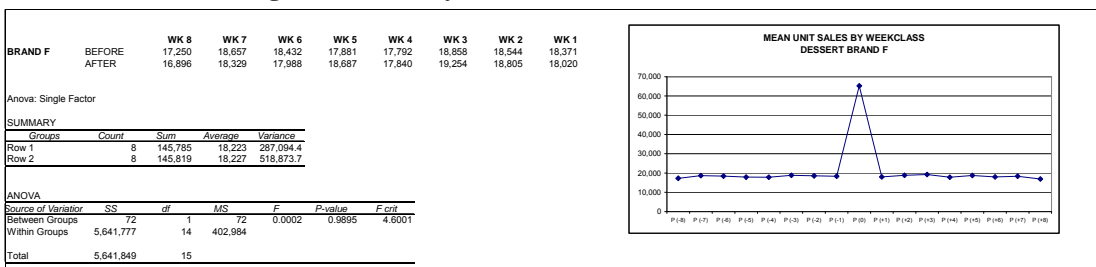 WK 8 WK 7 WK 6 WK 5 WK 4 WK 3 WK 2 WK 1
BRAND F BEFORE 17,250 18,657 18,432 17,881 17,792 18,858 18,544 18,371
AFTER 16,896 18,329 17,988 18,687 17,840 19,254 18,805 18,020
Anova: Single Factor
SUMMARY
Groups Count Sum Average Variance
Row 1 8 145,785 18,223 287,094.4
Row 2 8 145,819 18,227 518,873.7
ANOVA
Source of Variation SS df MS F P-value F crit
Between Groups 72 1 72 0.0002 0.9895 4.6001
Within Groups 5,641,777 14 402,984
Total 5,641,849 15
MEAN UNIT SALES BY WEEKCLASS
DESSERT BRAND F
70,000
60,000
50,000
40,000
30,000
20,000
10,000
0
P (-8) P (-7) P (-6) P (-5) P (-4) P (-3) P (-2) P (-1) P (0) P (+1) P (+2) P (+3) P (+4) P (+5) P (+6) P (+7) P (+8)